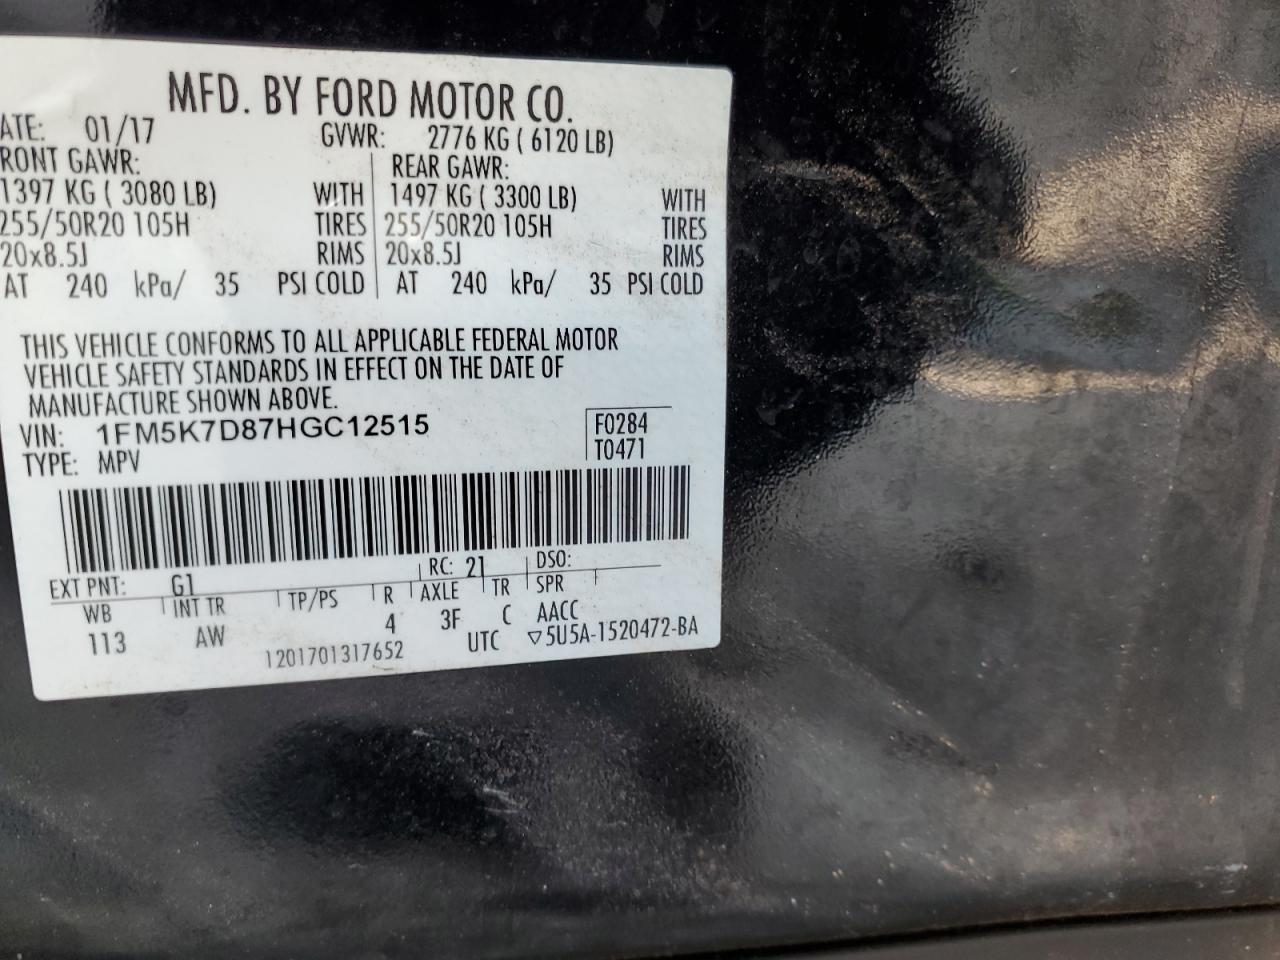 MFD. BY FORD MOTOR CO.
ATE: 01/17 GVWR: 2776 KG ( 6120 LB)
RONT GAWR: REAR GAWR:
1397 KG ( 3080 LB) WITH 1497 KG ( 3300 LB) WITH
255/50R20 105H TIRES 255/50R20 105H TIRES
20x8.5J RIMS 20x8.5J RIMS
AT 240 kPa/ 35 PSI COLD AT 240 kPa/ 35 PSI COLD
THIS VEHICLE CONFORMS TO ALL APPLICABLE FEDERAL MOTOR
VEHICLE SAFETY STANDARDS IN EFFECT ON THE DATE OF
MANUFACTURE SHOWN ABOVE.
VIN: 1FM5K7D87HGC12515 F0284
TYPE: MPV T0471
EXT PNT: G1 RC: 21 DSO:
WB INT TR TP/PS R AXLE TR SPR
113 AW 4 3F C AACC
1201701317652 UTC ▽5U5A-1520472-BA